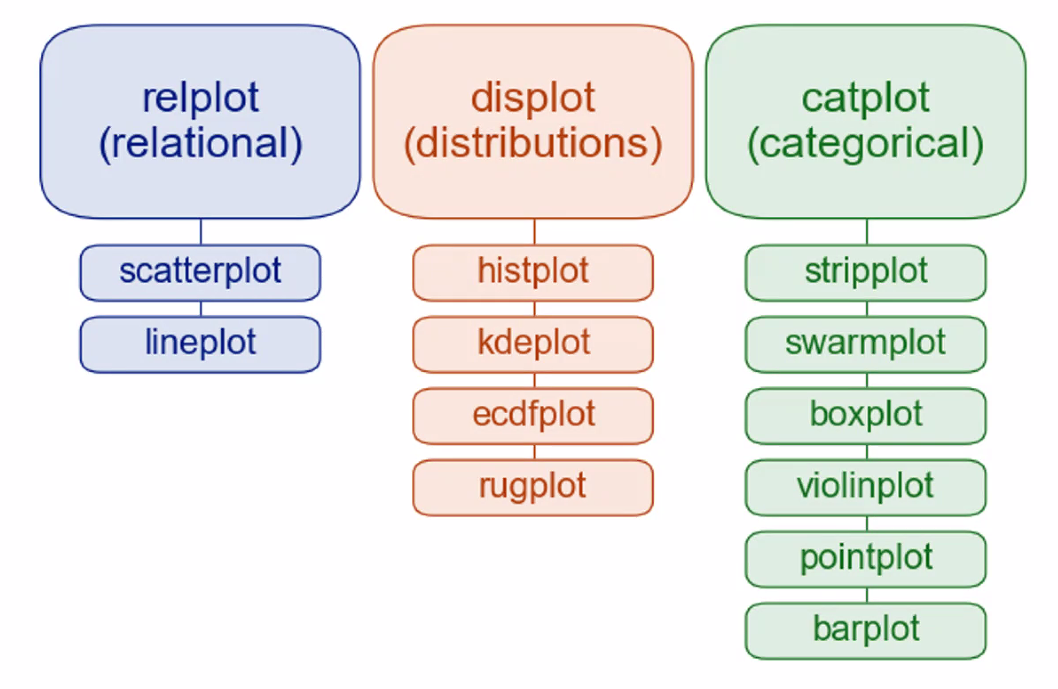 relplot
(relational)
scatterplot
lineplot
displot
(distributions)
histplot
kdeplot
ecdfplot
rugplot
catplot
(categorical)
stripplot
swarmplot
boxplot
violinplot
pointplot
barplot